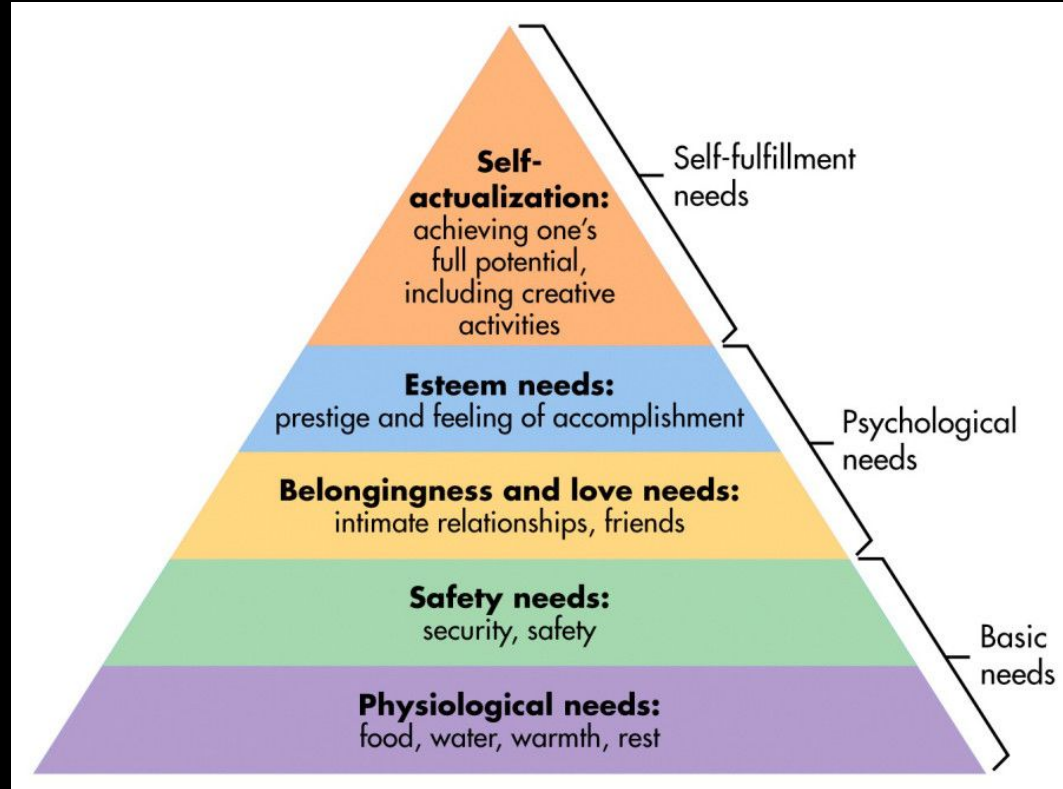 Self-
actualization:
achieving one's
full potential,
including creative
activities
Self-fulfillment
needs
Esteem needs:
prestige and feeling of accomplishment
Belongingness and love needs:
intimate relationships, friends
Psychological
needs
Safety needs:
security, safety
Physiological needs:
food, water, warmth, rest
Basic
needs